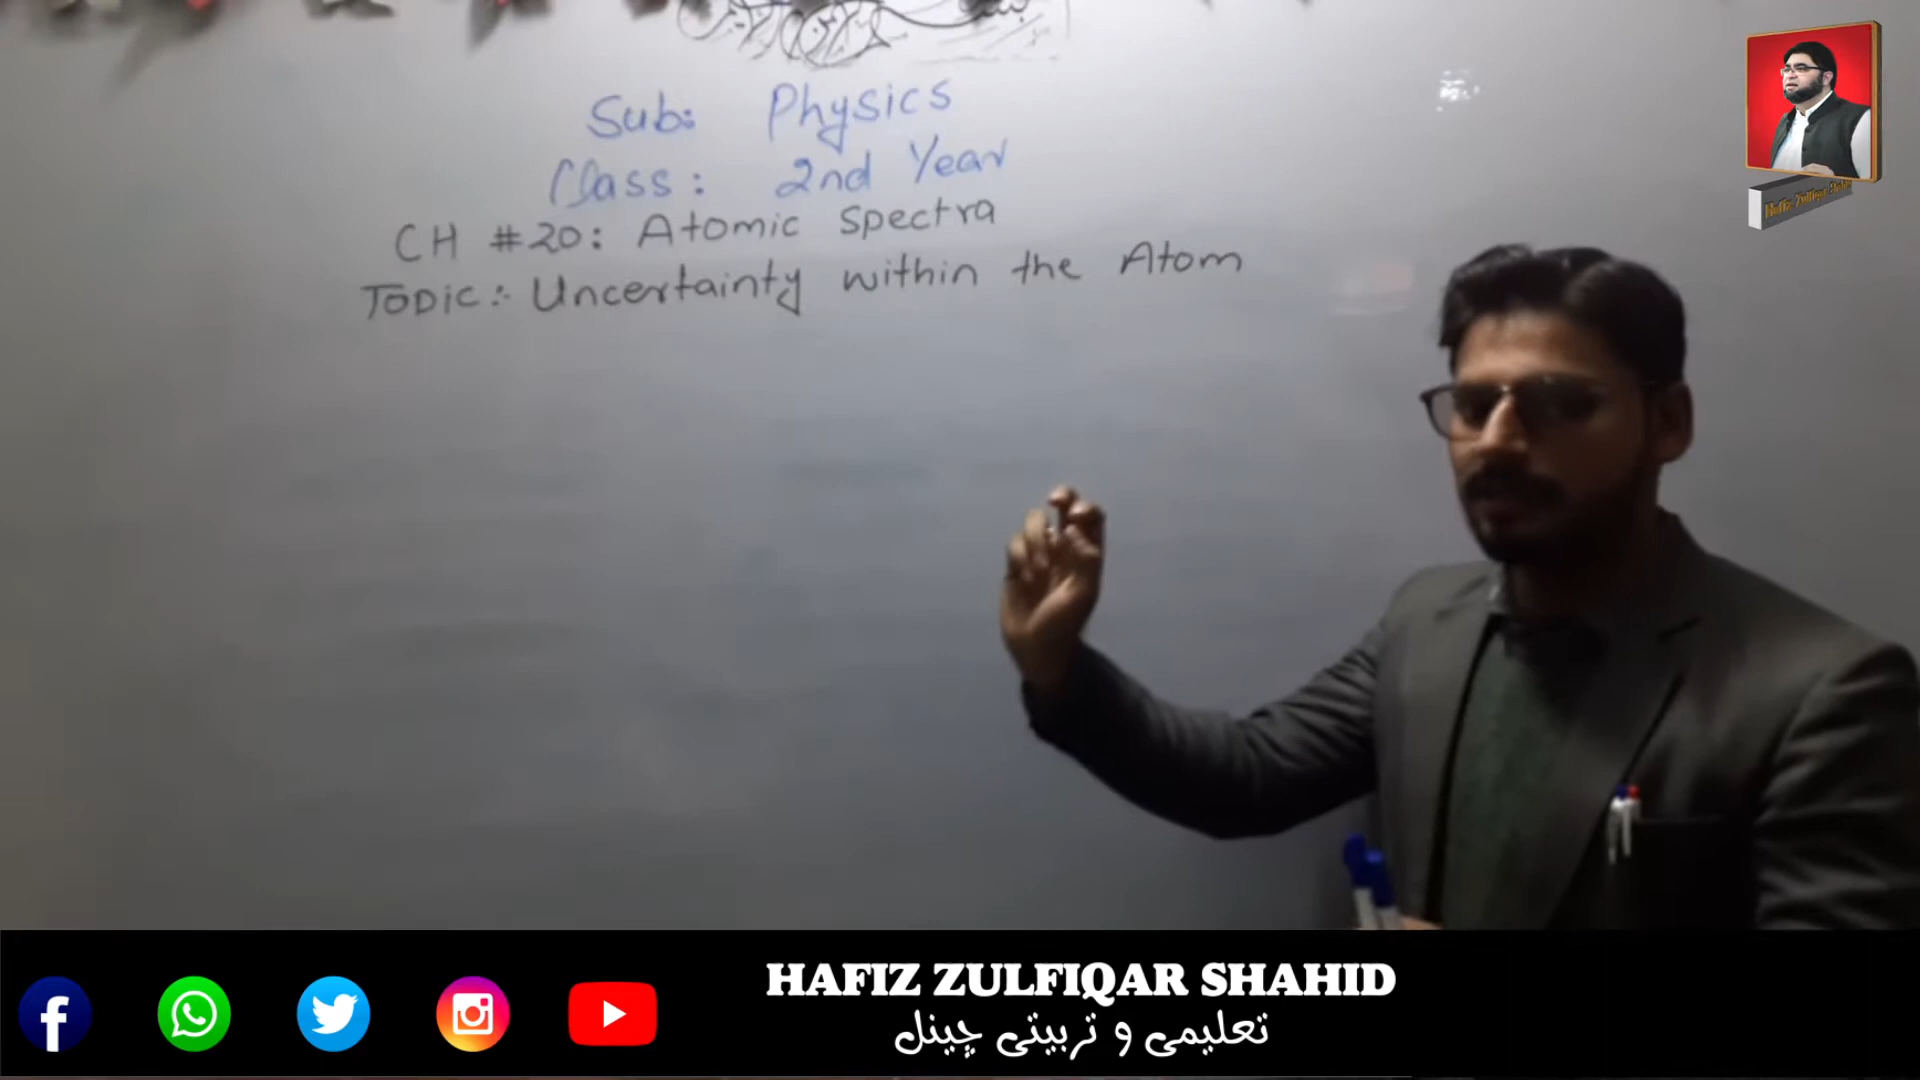 Sub: Physics
Class: 2nd Year
CH #20: Atomic Spectra
Topic:- Uncertainty within the Atom
HAFIZ ZULFIQAR SHAHID
تعلیمی و تربیتی چینل